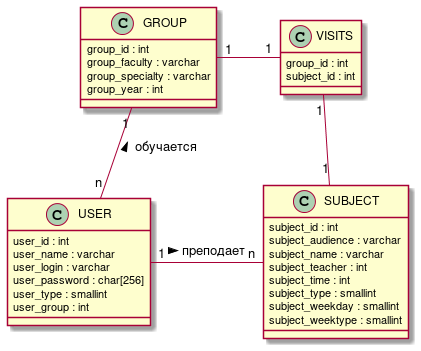 C GROUP
group_id : int
group_faculty : varchar
group_specialty : varchar
group_year : int
1
1
C VISITS
group_id : int
subject_id : int
1
обучается
n
1
1
C USER
user_id : int
user_name : varchar
user_login : varchar
user_password : char[256]
user_type : smallint
user_group : int
1
преподает
n
C SUBJECT
subject_id : int
subject_audience : varchar
subject_name : varchar
subject_teacher : int
subject_time : int
subject_type : smallint
subject_weekday : smallint
subject_weektype : smallint